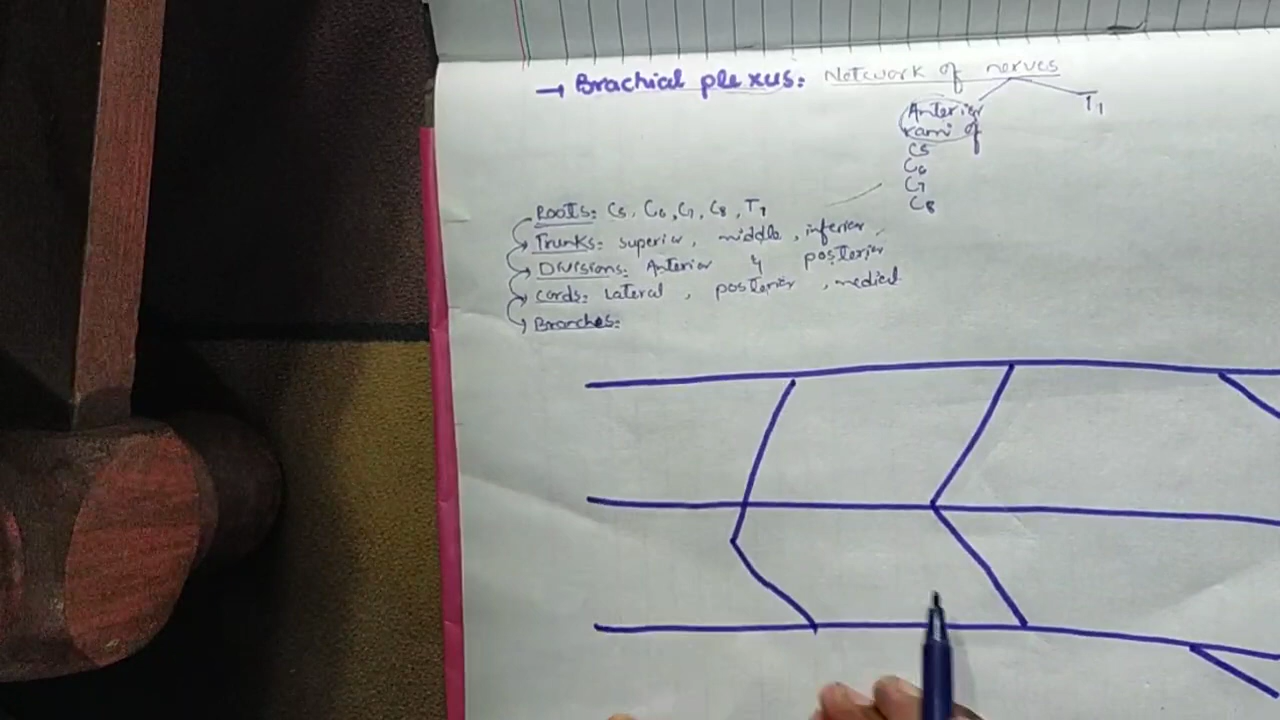 → Brachial plexus: Network of nerves
Anterior
rami of
C5
C6
C7
C8
T1
Roots: C5, C6, C7, C8, T1
Trunks: superior, middle, inferior
Divisions: Anterior & posterior
Cords: Lateral, posterior, medial
Branches: